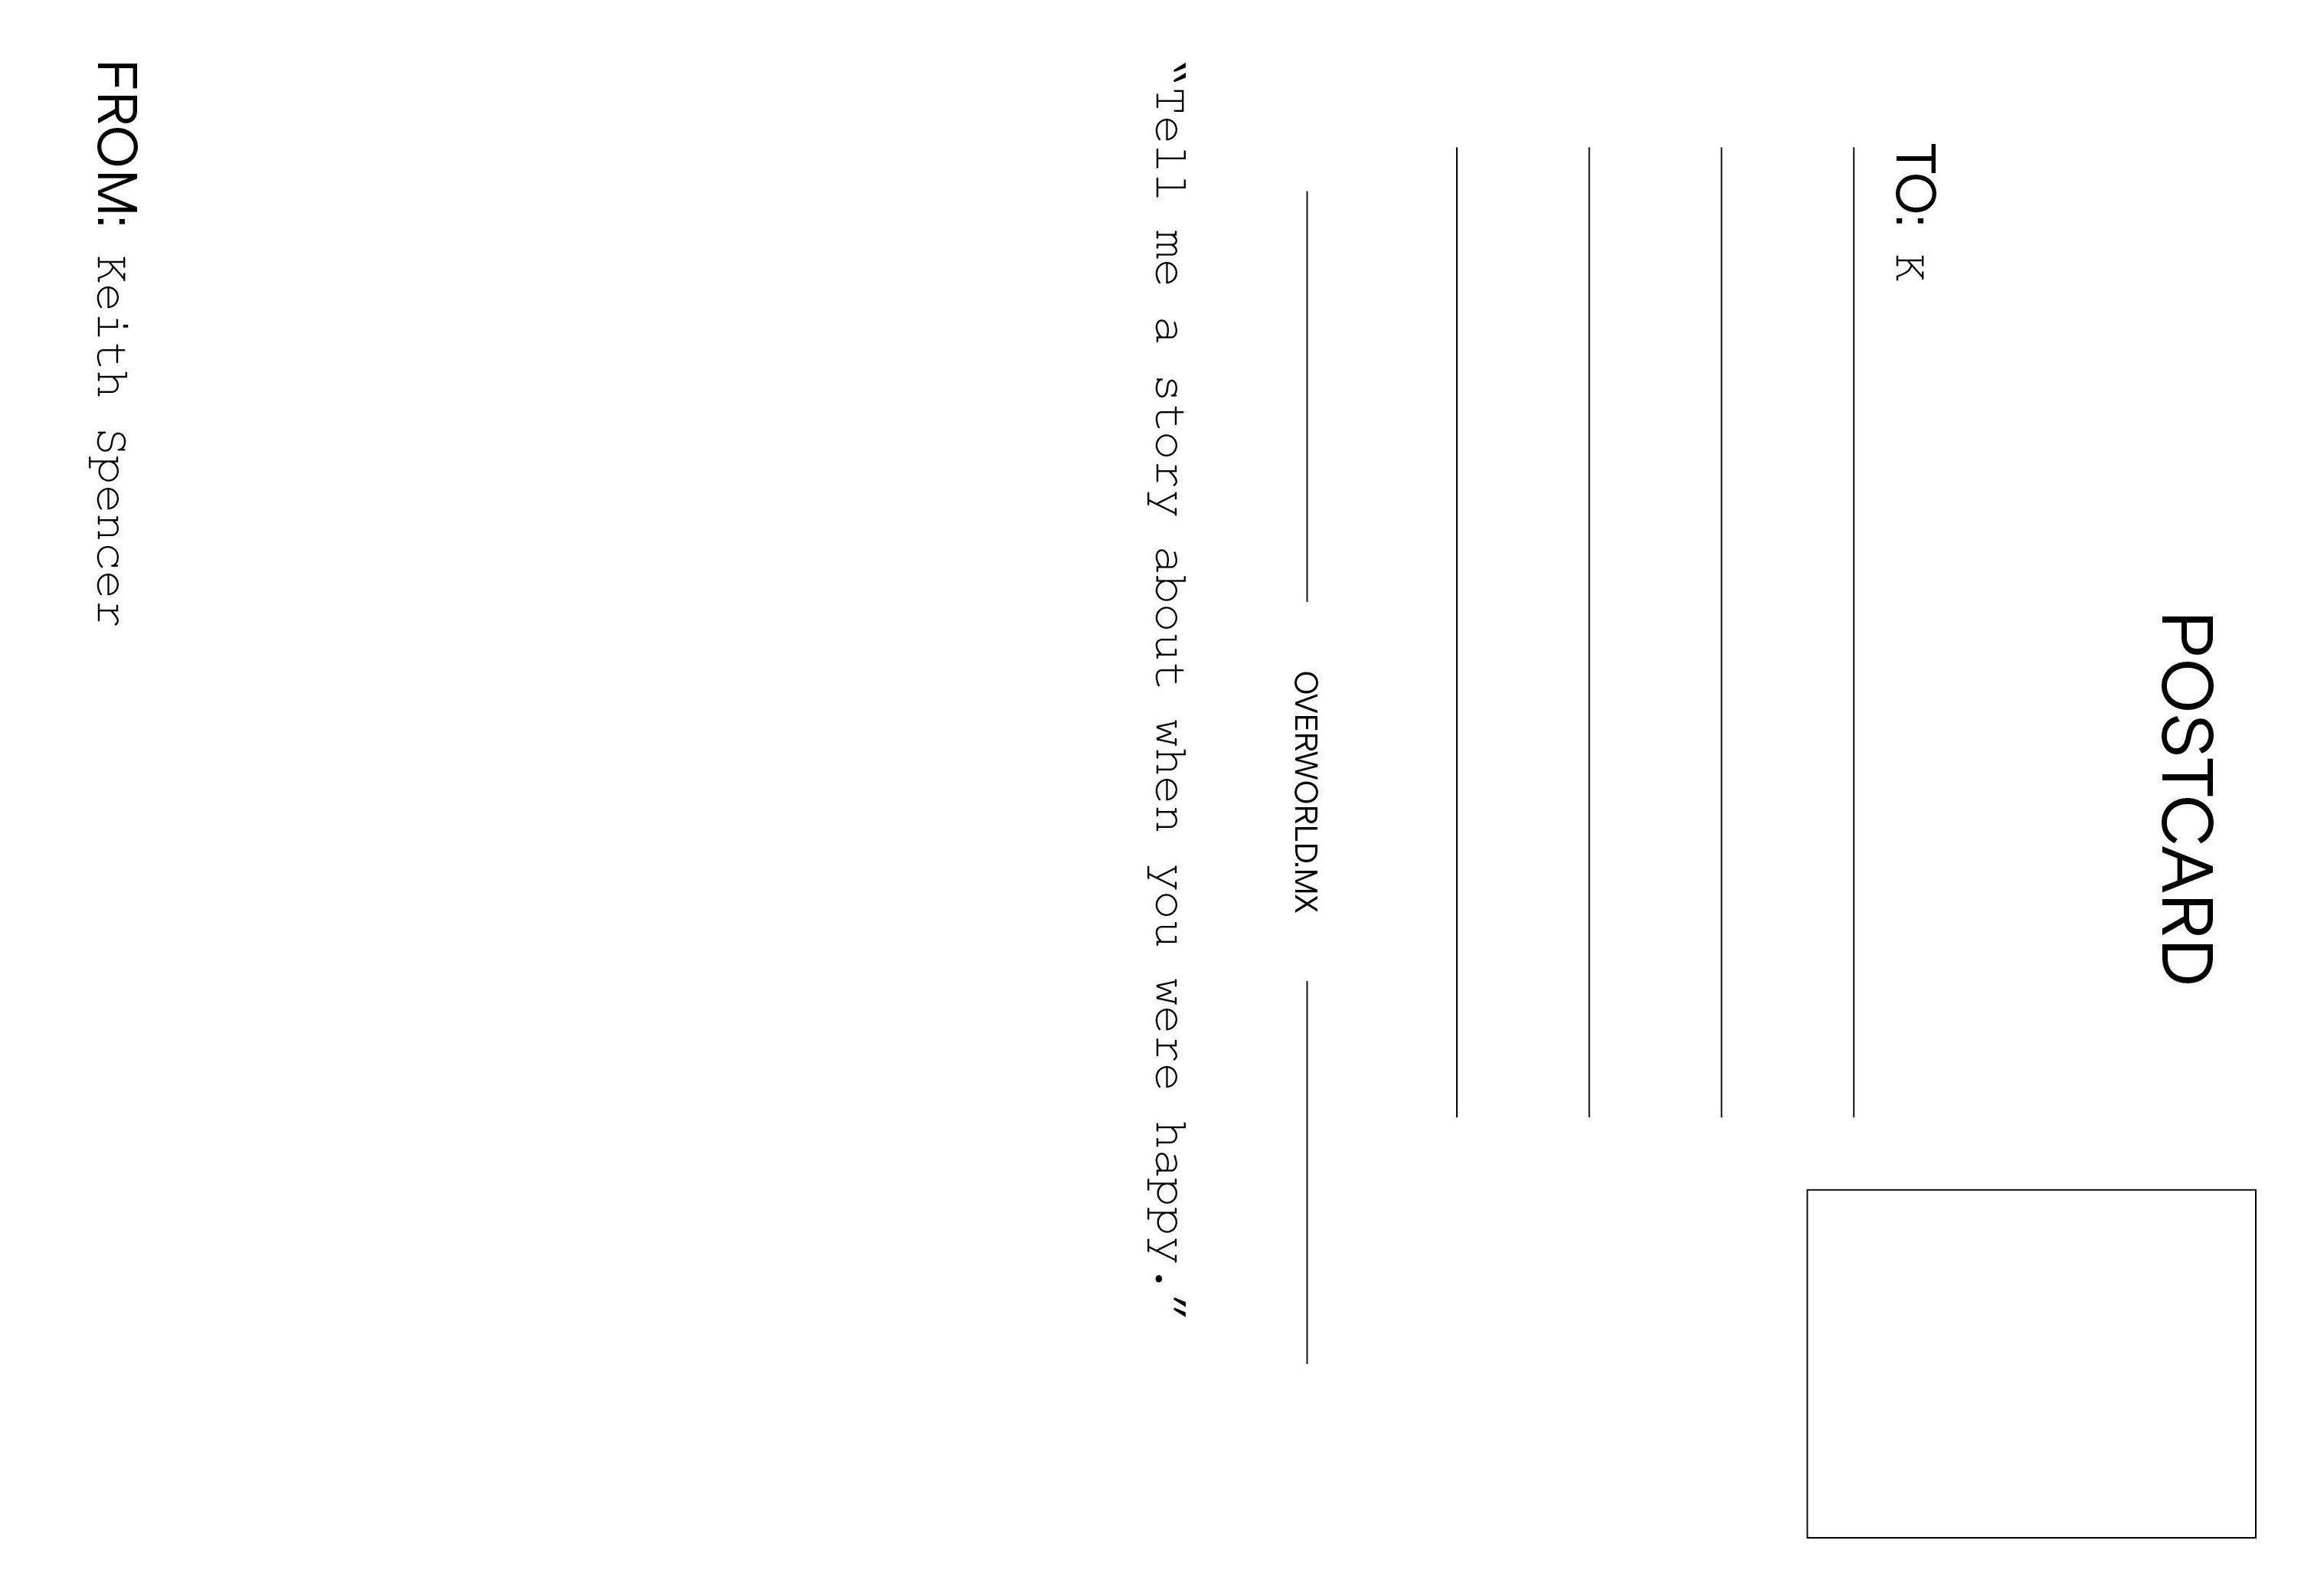 POSTCARD
TO: K
OVERWORLD.MX
“Tell me a story about when you were happy.”
FROM: Keith Spencer